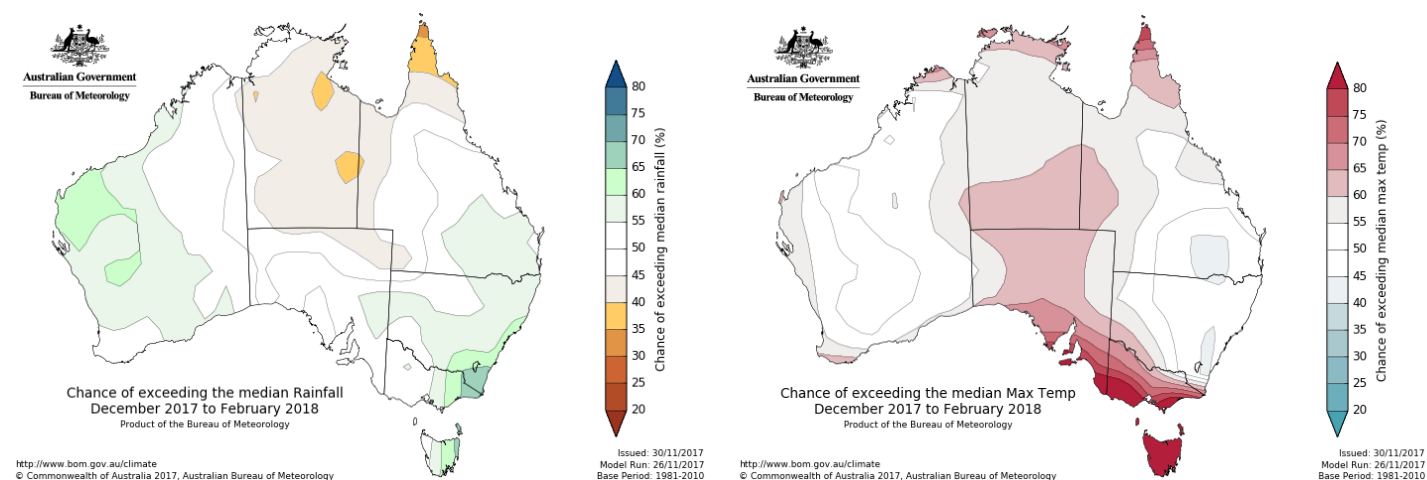 Australian Government
Bureau of Meteorology
80
75
70
65
60
55
50
45
40
35
30
25
20
Chance of exceeding median rainfall (%)
Chance of exceeding the median Rainfall
December 2017 to February 2018
Product of the Bureau of Meteorology
http://www.bom.gov.au/climate
© Commonwealth of Australia 2017, Australian Bureau of Meteorology
Issued: 30/11/2017
Model Run: 26/11/2017
Base Period: 1981-2010
Australian Government
Bureau of Meteorology
80
75
70
65
60
55
50
45
40
35
30
25
20
Chance of exceeding median max temp (%)
Chance of exceeding the median Max Temp
December 2017 to February 2018
Product of the Bureau of Meteorology
http://www.bom.gov.au/climate
© Commonwealth of Australia 2017, Australian Bureau of Meteorology
Issued: 30/11/2017
Model Run: 26/11/2017
Base Period: 1981-2010